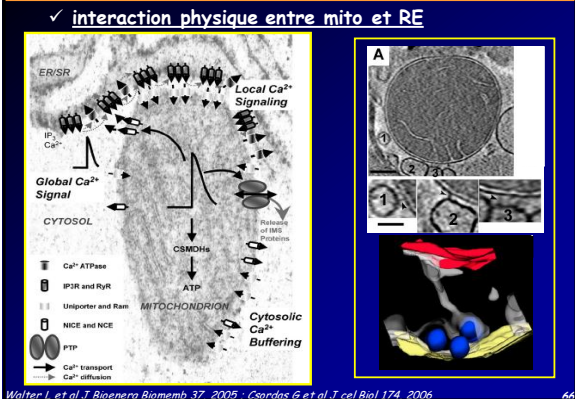 ✓ interaction physique entre mito et RE
ER/SR
Local Ca²⁺
Signaling
IP₃
Ca²⁺
Global Ca²⁺
Signal
CYTOSOL
Release
of IMS
Proteins
CSMDHs
ATP
MITOCHONDRION
Cytosolic
Ca²⁺
Buffering
Ca²⁺ ATPase
IP3R and RyR
Uniporter and Ram
NICE and NCE
PTP
Ca²⁺ transport
Ca²⁺ diffusion
A
1
2
3
1
2
3
Walter L et al J Bioenerg Biomemb 37, 2005 ; Csordas G et al J cel Biol 174, 2006
66